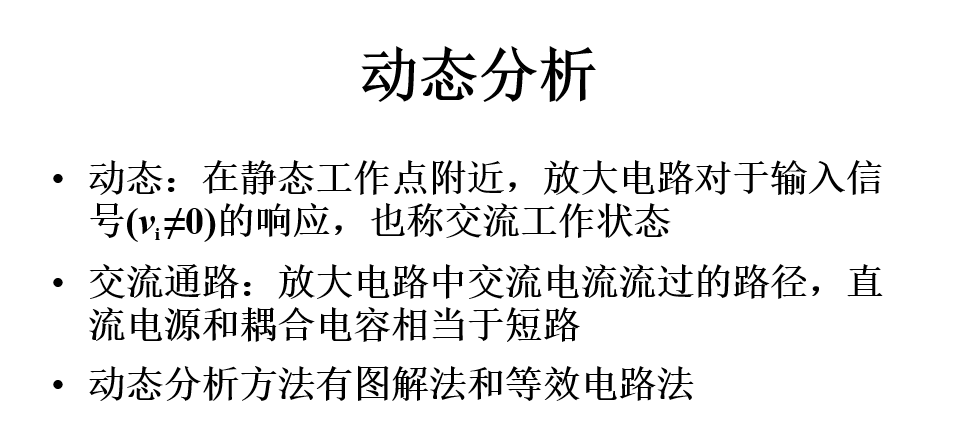 动态分析
• 动态：在静态工作点附近，放大电路对于输入信
号(vi≠0)的响应，也称交流工作状态
• 交流通路：放大电路中交流电流流过的路径，直
流电源和耦合电容相当于短路
• 动态分析方法有图解法和等效电路法